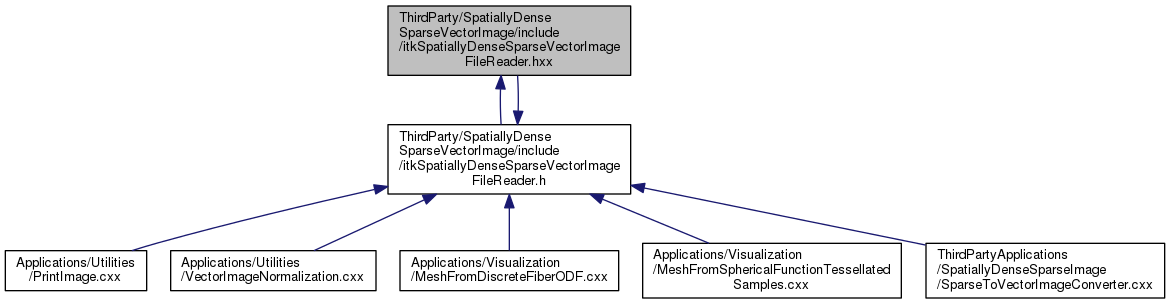 ThirdParty/SpatiallyDense
SparseVectorImage/include
/itkSpatiallyDenseSparseVectorImage
FileReader.hxx
ThirdParty/SpatiallyDense
SparseVectorImage/include
/itkSpatiallyDenseSparseVectorImage
FileReader.h
Applications/Utilities
/PrintImage.cxx
Applications/Utilities
/VectorImageNormalization.cxx
Applications/Visualization
/MeshFromDiscreteFiberODF.cxx
Applications/Visualization
/MeshFromSphericalFunctionTessellated
Samples.cxx
ThirdPartyApplications
/SpatiallyDenseSparseImage
/SparseToVectorImageConverter.cxx